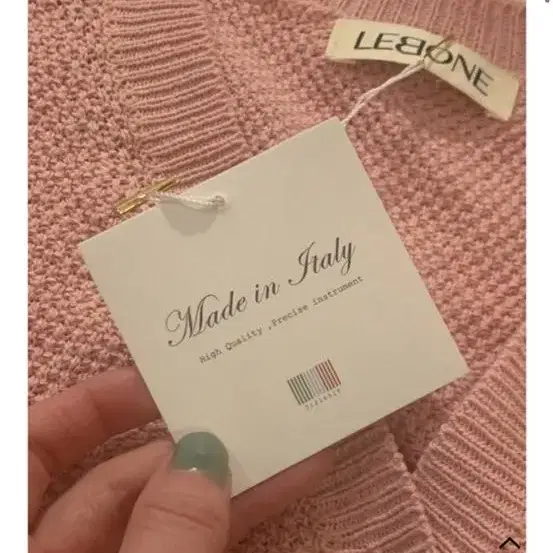 LEBONE
Made in Italy
High Quality ,Precise instrument